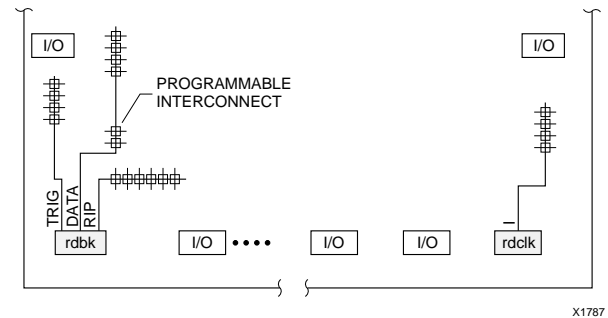 I/O
I/O
PROGRAMMABLE
INTERCONNECT
TRIG
DATA
RIP
I
rdbk
I/O
I/O
I/O
rdclk
X1787